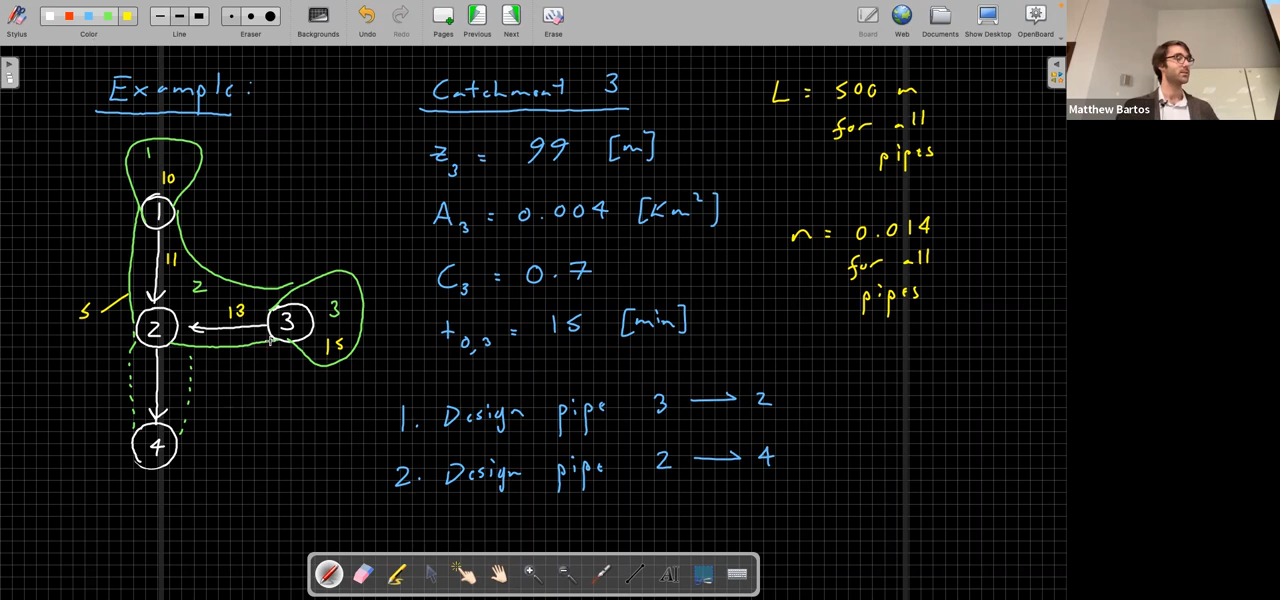 Stylus
Color
Line
Eraser
Backgrounds
Undo
Redo
Pages
Previous
Next
Erase
Board
Web
Documents
Show Desktop
OpenBoard
Matthew Bartos
Example:
1
10
1
11
2
5
13
2
3
3
15
4
Catchment 3
z3 = 99 [m]
A3 = 0.004 [Km²]
C3 = 0.7
t0,3 = 15 [min]
1. Design pipe 3 → 2
2. Design pipe 2 → 4
L = 500 m
for all
pipes
n = 0.014
for all
pipes